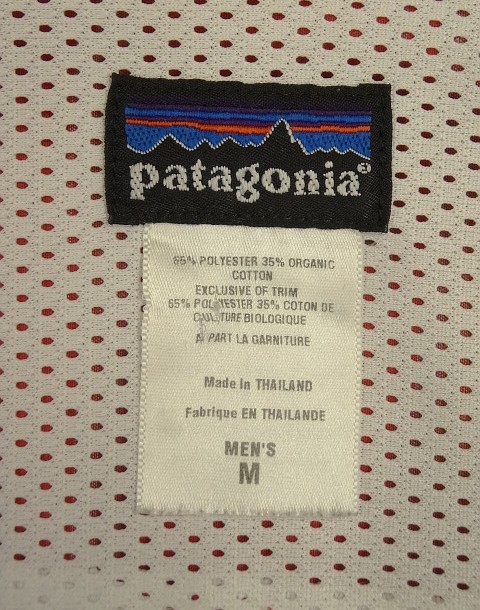 patagonia®
65% POLYESTER 35% ORGANIC
COTTON
EXCLUSIVE OF TRIM
65% POLYESTER 35% COTON DE
CULTURE BIOLOGIQUE
À PART LA GARNITURE
Made In THAILAND
Fabrique EN THAILANDE
MEN'S
M